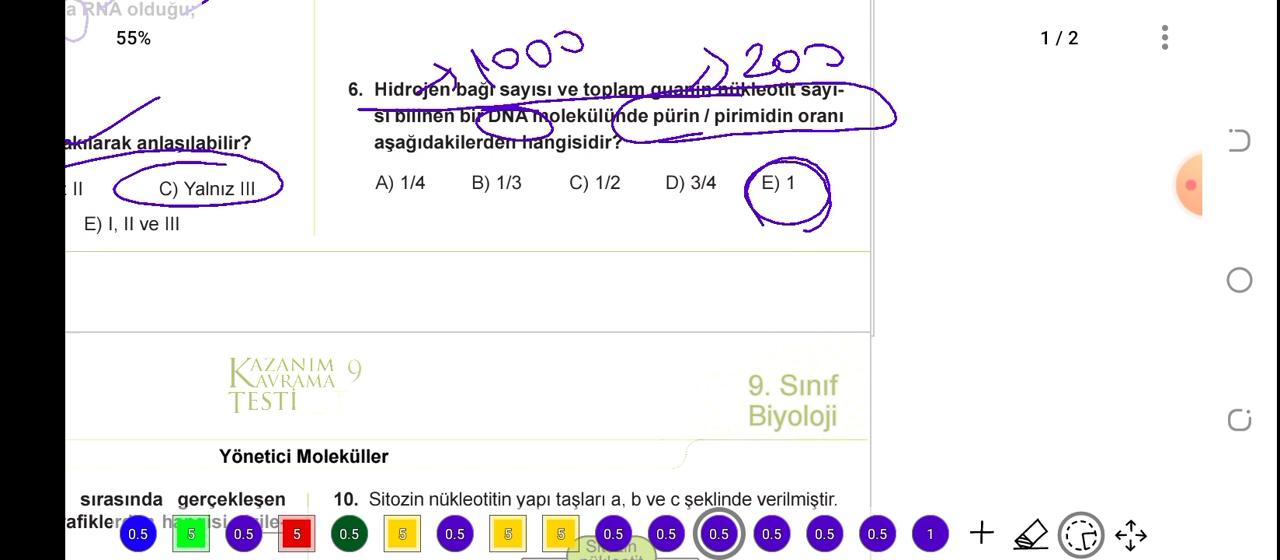 a RNA olduğu;
55%
1 / 2
1000
200
6. Hidrojen bağı sayısı ve toplam guanin nükleotit sayı-
sı bilinen bir DNA molekülünde pürin / pirimidin oranı
aşağıdakilerden hangisidir?
A) 1/4 B) 1/3 C) 1/2 D) 3/4 E) 1
akılarak anlaşılabilir?
: II C) Yalnız III
E) I, II ve III
KAZANIM
KAVRAMA
TESTİ
9
9. Sınıf
Biyoloji
Yönetici Moleküller
sırasında gerçekleşen
10. Sitozin nükleotitin yapı taşları a, b ve c şeklinde verilmiştir.
0.5 5 0.5 5 0.5 5 0.5 5 5 0.5 0.5 0.5 0.5 0.5 0.5 1